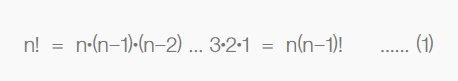 n! = n•(n−1)•(n−2) ... 3•2•1 = n(n−1)! ...... (1)